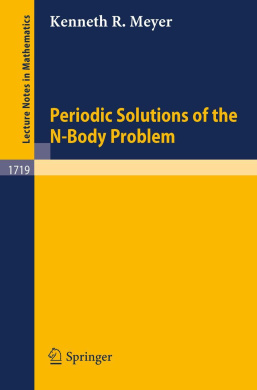 Kenneth R. Meyer
Lecture Notes in Mathematics
Periodic Solutions of the
N-Body Problem
1719
Springer